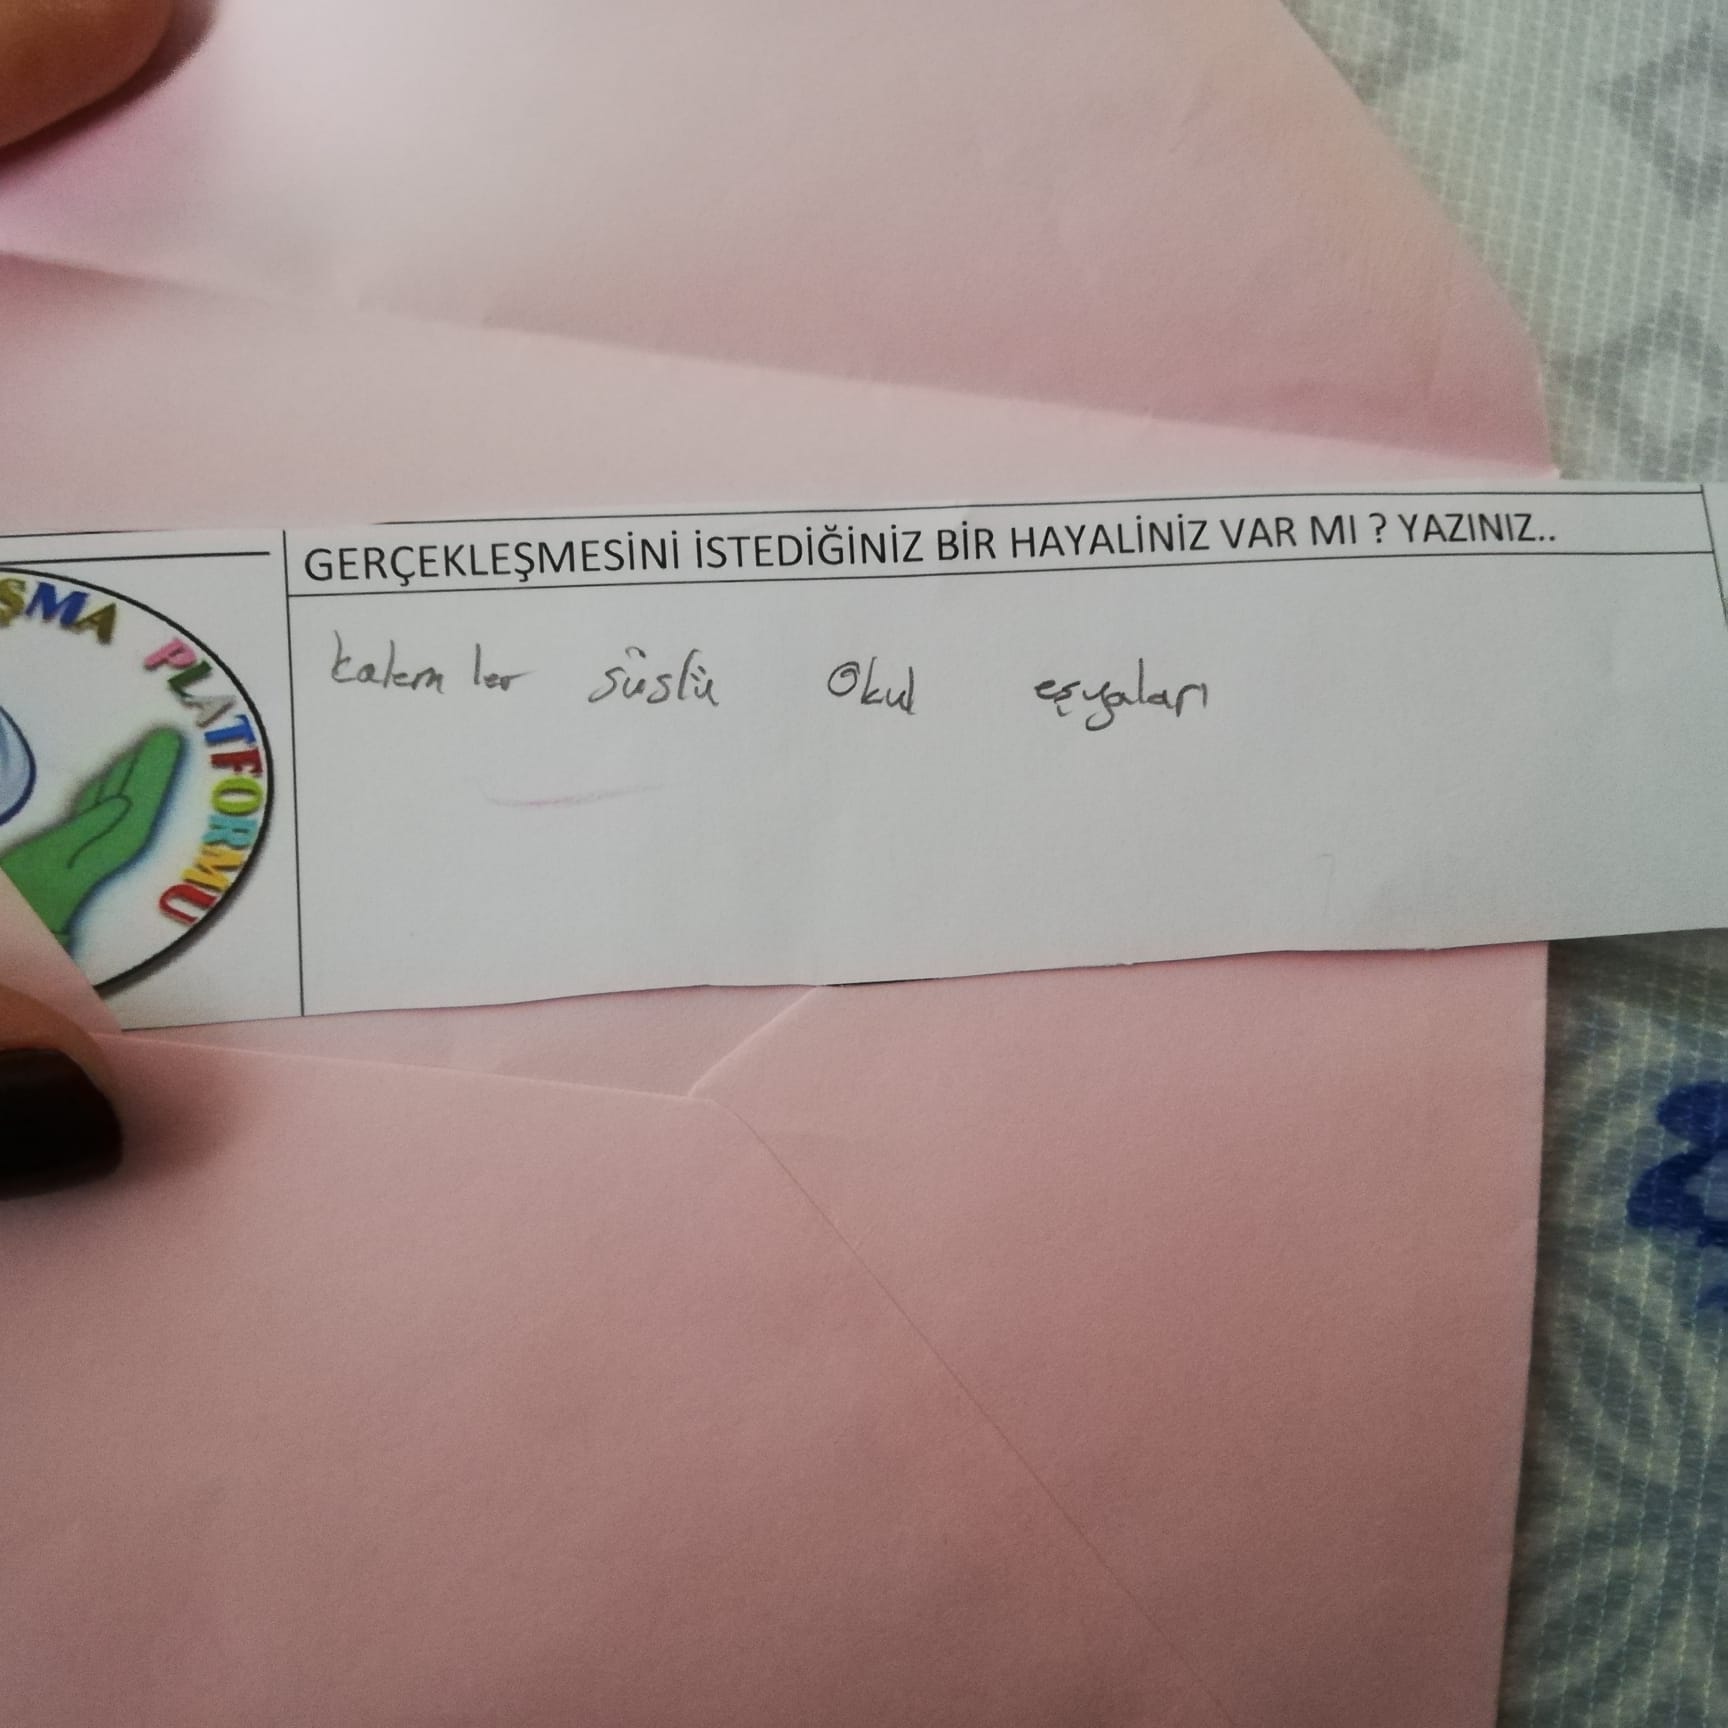 GERÇEKLEŞMESİNİ İSTEDİĞİNİZ BİR HAYALİNİZ VAR MI ? YAZINIZ..
ŞMA PLATFORMU
kalem ler süslü Okul eşyaları